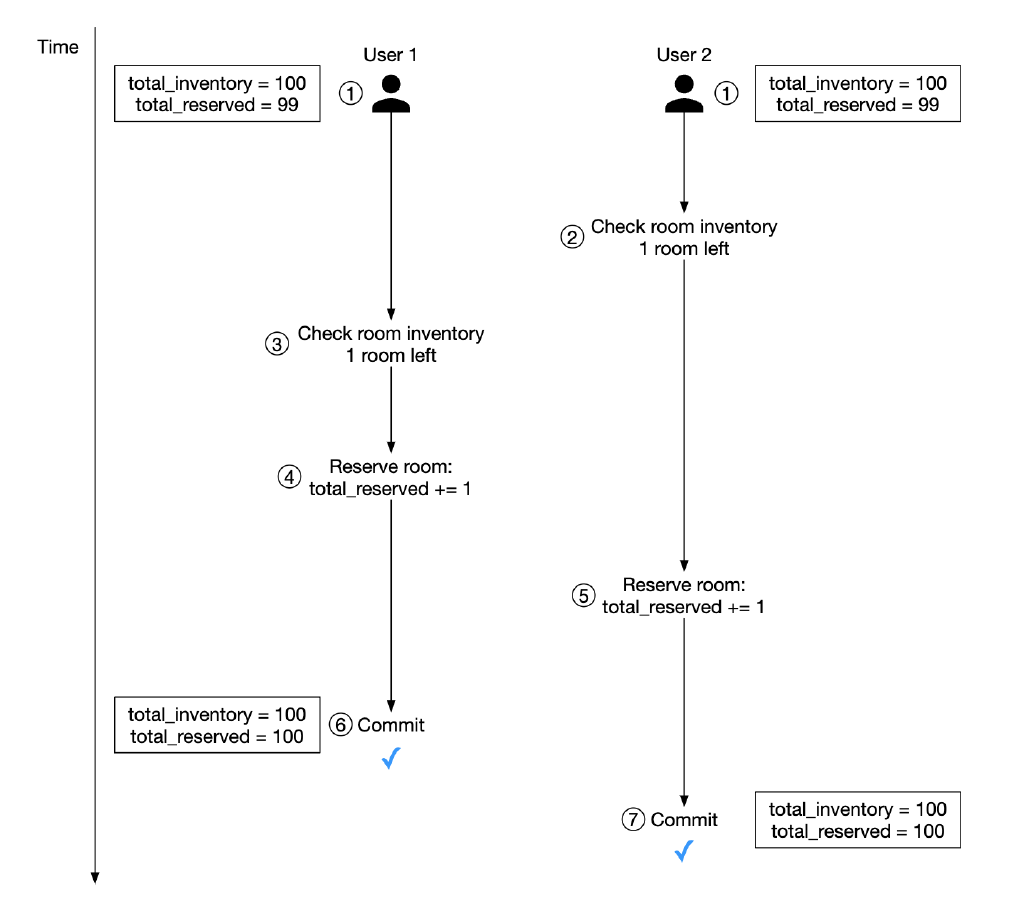 Time
User 1
User 2
total_inventory = 100
total_reserved = 99
1
1
total_inventory = 100
total_reserved = 99
2
Check room inventory
1 room left
3
Check room inventory
1 room left
4
Reserve room:
total_reserved += 1
5
Reserve room:
total_reserved += 1
total_inventory = 100
total_reserved = 100
6
Commit
7
Commit
total_inventory = 100
total_reserved = 100